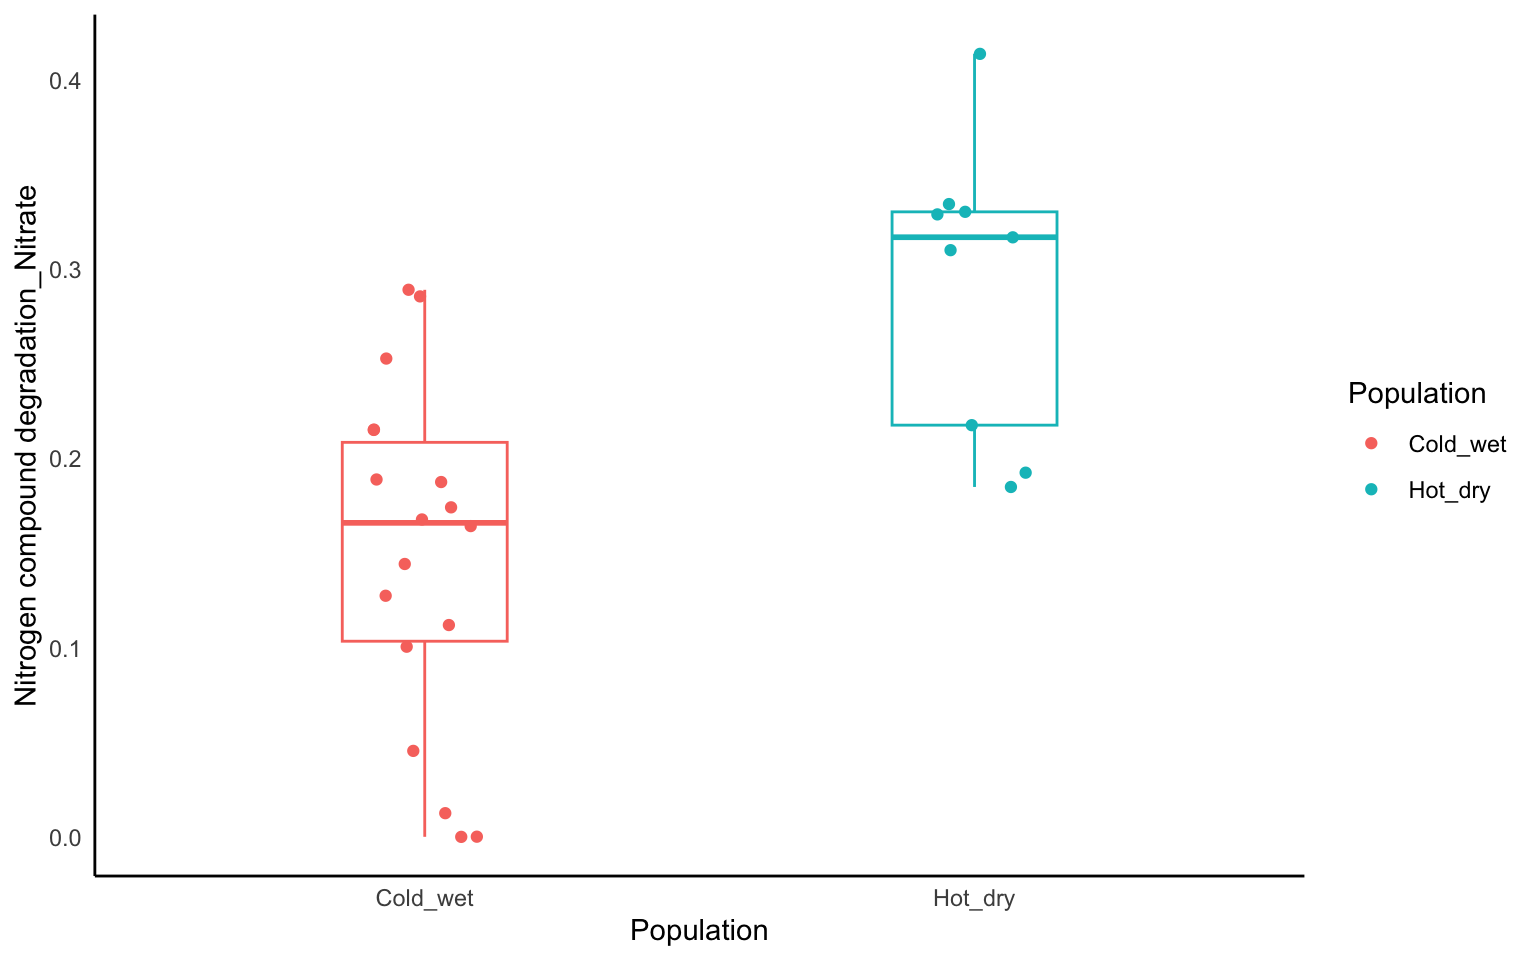 Nitrogen compound degradation_Nitrate
0.4
0.3
0.2
0.1
0.0
Cold_wet
Hot_dry
Population
Population
Cold_wet
Hot_dry